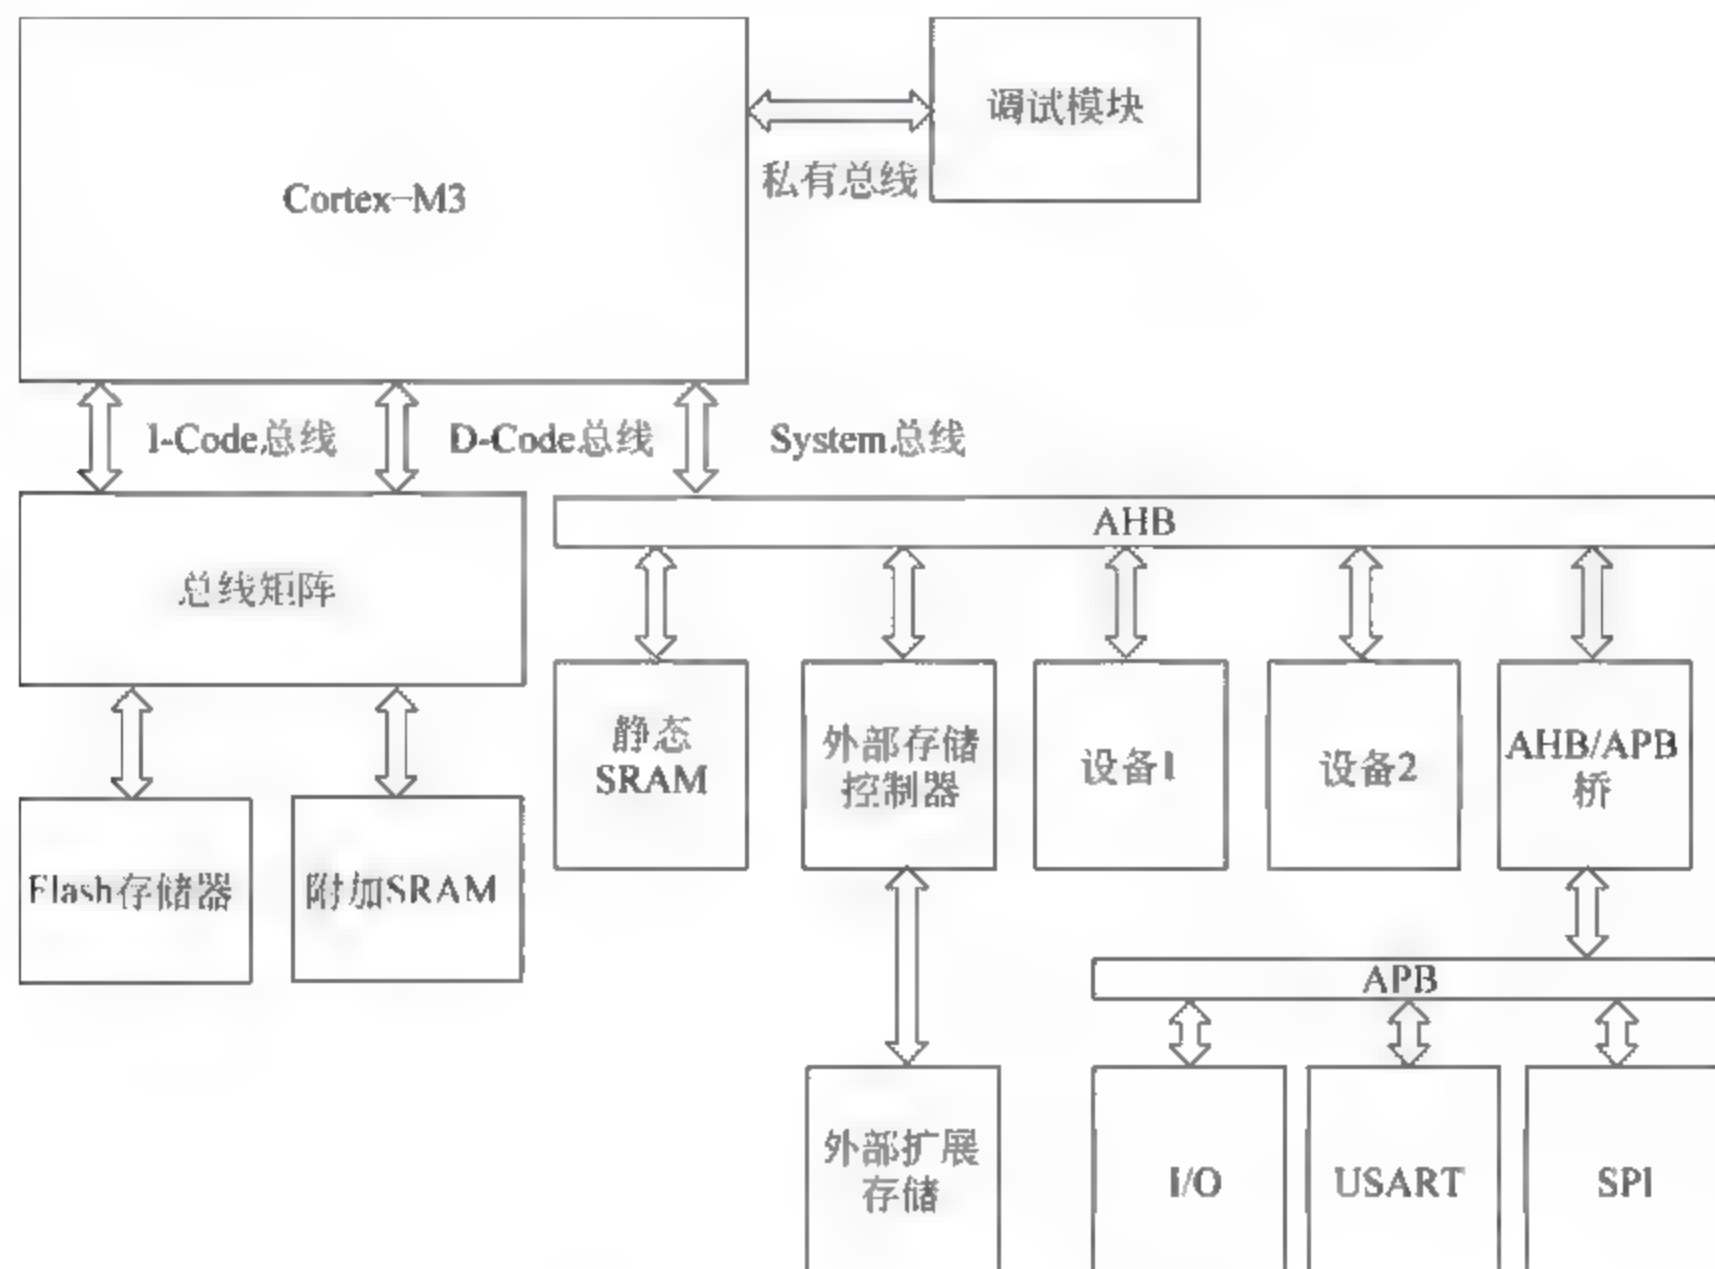 Cortex-M3
调试模块
私有总线
I-Code总线
D-Code总线
System总线
AHB
总线矩阵
静态
SRAM
外部存储
控制器
设备1
设备2
AHB/APB
桥
Flash存储器
附加SRAM
APB
外部扩展
存储
I/O
USART
SPI